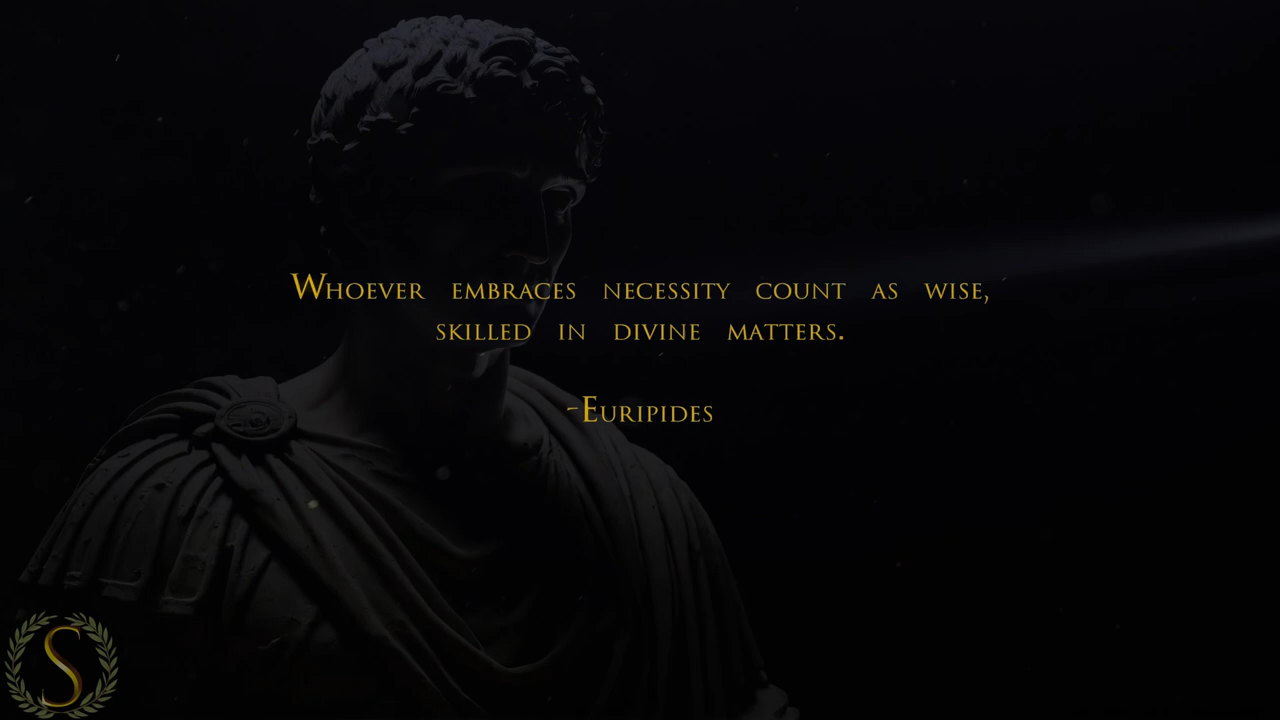 Whoever embraces necessity count as wise,
skilled in divine matters.
-Euripides
S